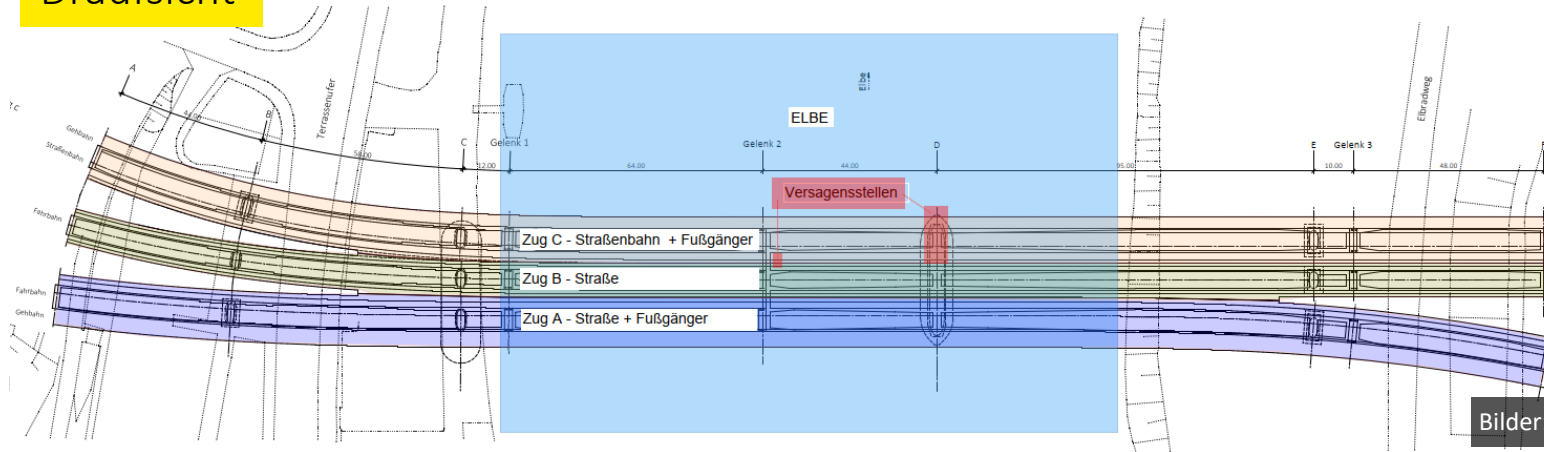 Draufsicht
Elbe
ELBE
A
B
C
Gelenk 1
Gelenk 2
D
E
Gelenk 3
12.00
64.00
44.00
95.00
10.00
48.00
Terrassenufer
Elbradweg
Gehbahn
Straßenbahn
Fahrbahn
Fahrbahn
Gehbahn
Versagensstellen
Zug C - Straßenbahn + Fußgänger
Zug B - Straße
Zug A - Straße + Fußgänger
Bilder